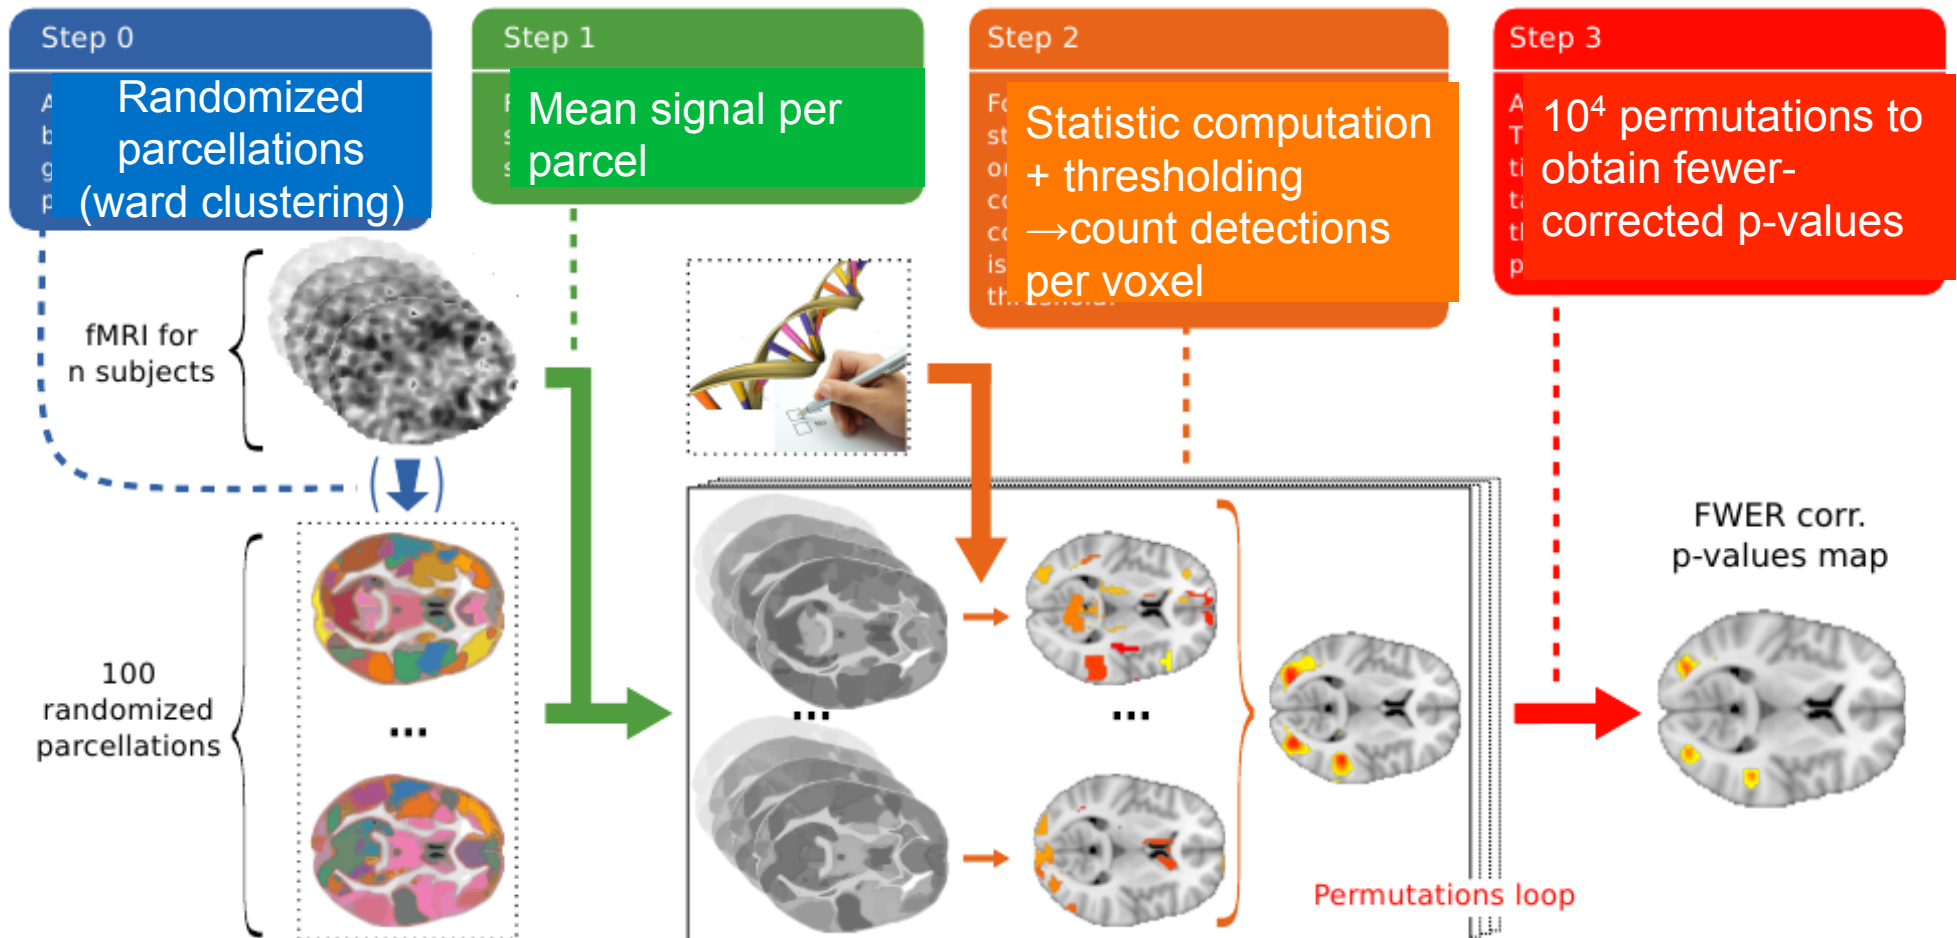 Step 0
Randomized
parcellations
(ward clustering)
Step 1
Mean signal per
parcel
Step 2
Statistic computation
+ thresholding
→count detections
per voxel
threshold.
Step 3
10⁴ permutations to
obtain fewer-
corrected p-values
fMRI for
n subjects
100
randomized
parcellations
...
...
...
Permutations loop
FWER corr.
p-values map